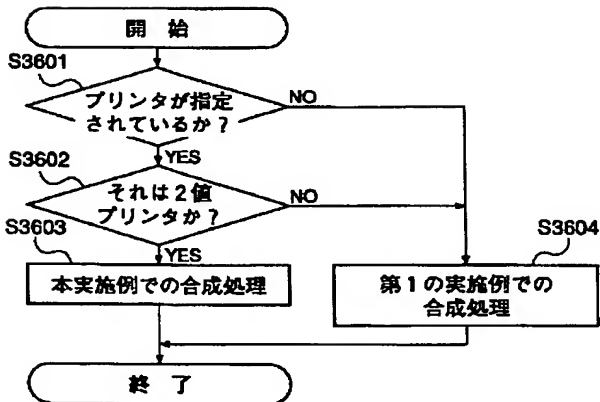 開 始
S3601
プリンタが指定
されているか？
NO
YES
S3602
それは２値
プリンタか？
NO
YES
S3603
本実施例での合成処理
S3604
第１の実施例での
合成処理
終 了